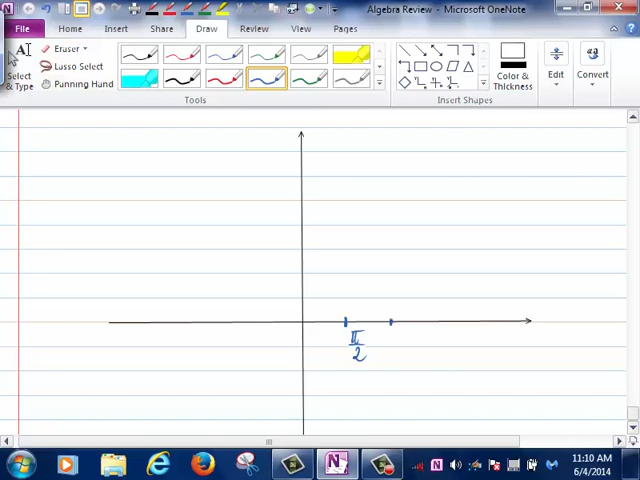 Algebra Review - Microsoft OneNote
File Home Insert Share Draw Review View Pages
Select & Type
Eraser
Lasso Select
Panning Hand
Tools
Insert Shapes
Color & Thickness
Edit
Convert
π
2
11:10 AM
6/4/2014